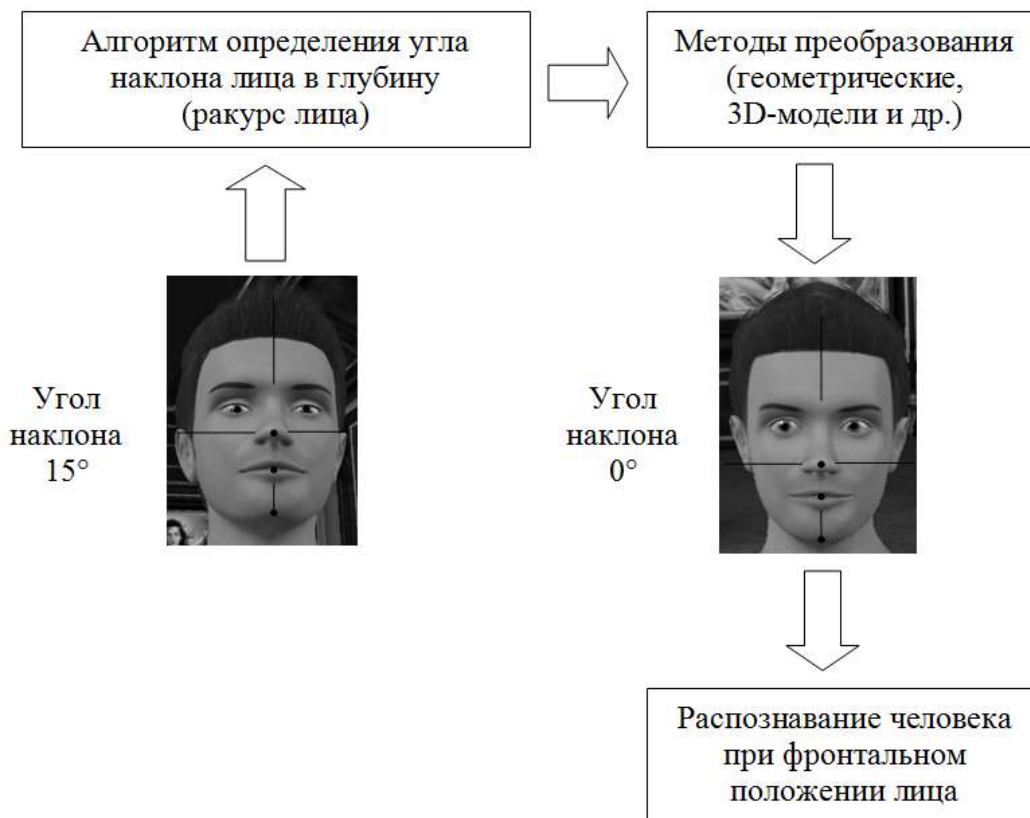 Алгоритм определения угла
наклона лица в глубину
(ракурс лица)
Методы преобразования
(геометрические,
3D-модели и др.)
Угол
наклона
15°
Угол
наклона
0°
Распознавание человека
при фронтальном
положении лица